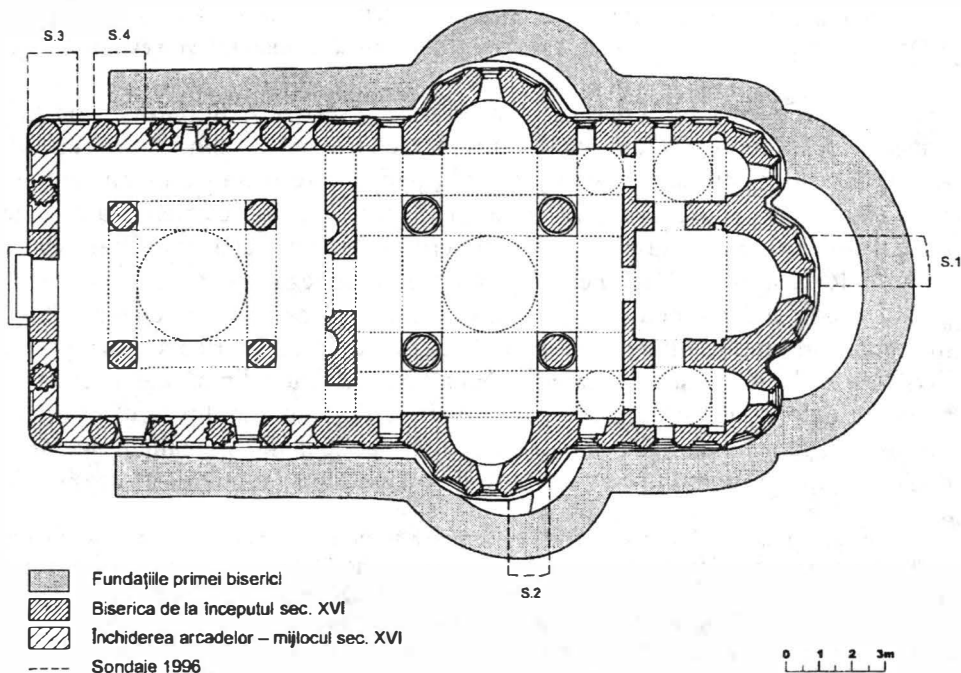 S.3
S.4
S.1
S.2
Fundațiile primei biserici
Biserica de la începutul sec. XVI
Închiderea arcadelor – mijlocul sec. XVI
Sondaje 1996
0 1 2 3m